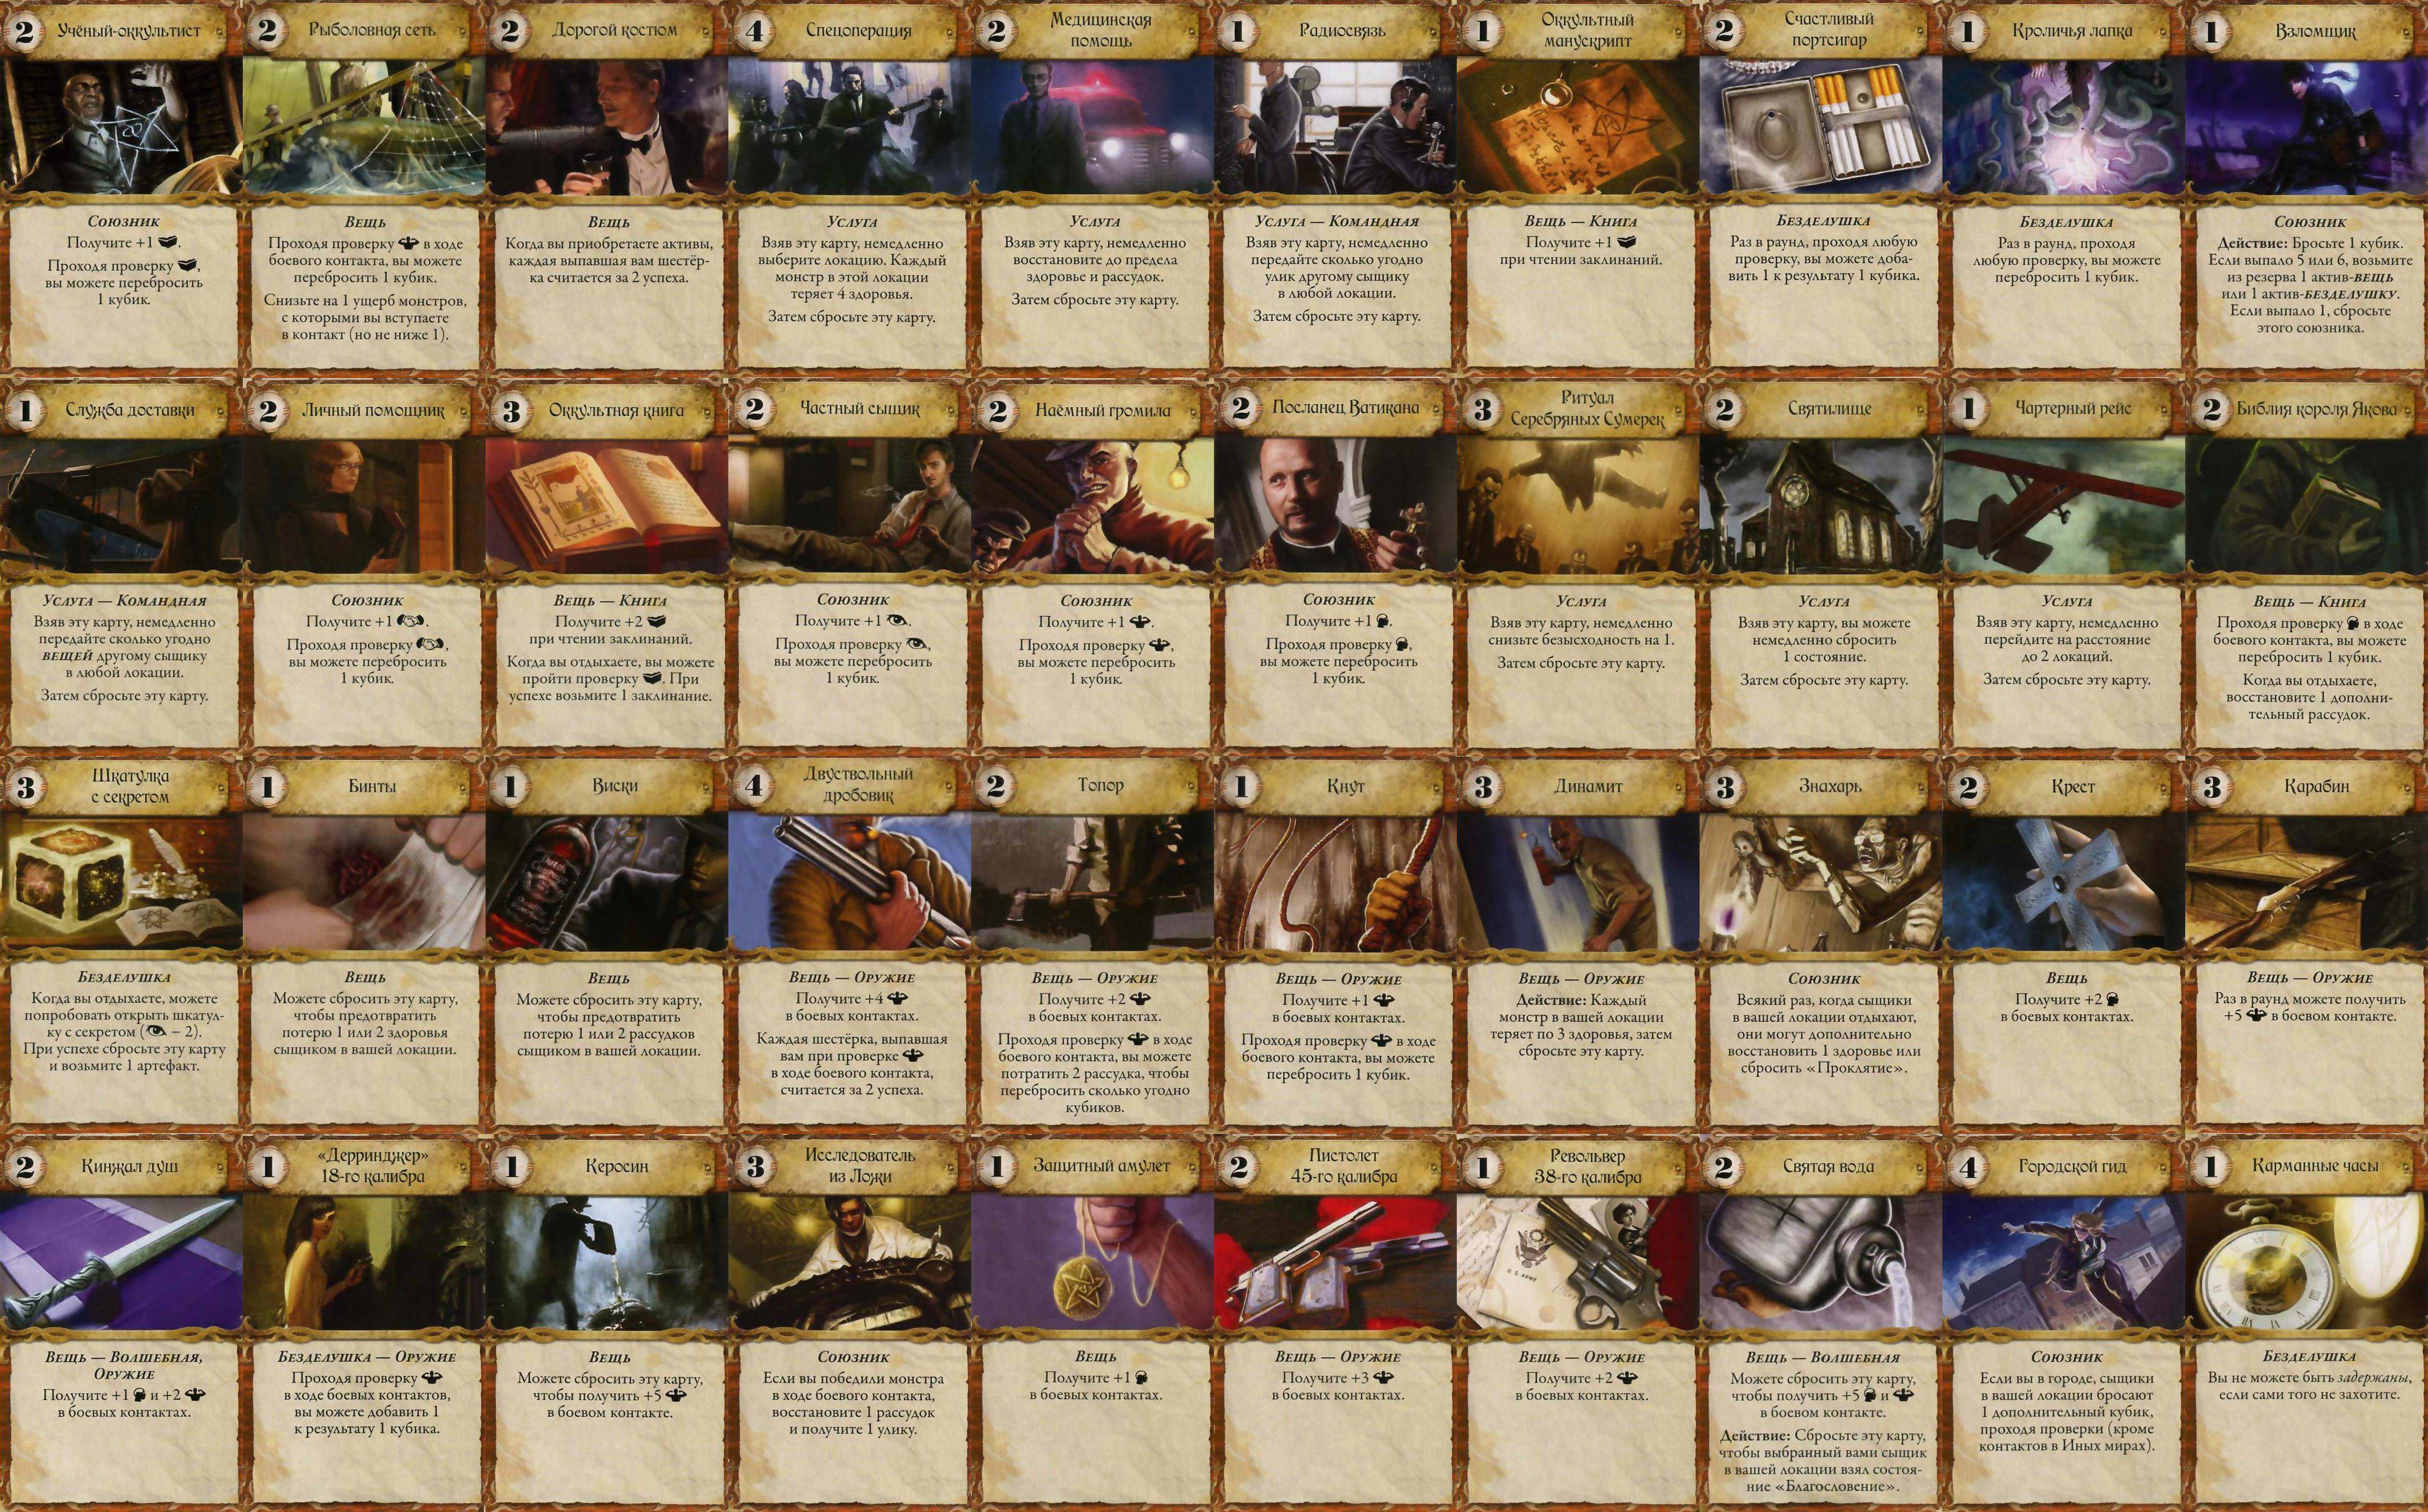 2
Учёный-оккультист
Союзник
Получите +1
Проходя проверку ,
вы можете перебросить
1 кубик.
2
Рыболовная сеть
Вещь
Проходя проверку в ходе
боевого контакта, вы можете
перебросить 1 кубик.
Снизьте на 1 ущерб монстров,
с которыми вы вступаете
в контакт (но не ниже 1).
2
Дорогой костюм
Вещь
Когда вы приобретаете активы,
каждая выпавшая вам шестёр-
ка считается за 2 успеха.
4
Спецоперация
Услуга
Взяв эту карту, немедленно
выберите локацию. Каждый
монстр в этой локации
теряет 4 здоровья.
Затем сбросьте эту карту.
2
Медицинская
помощь
Услуга
Взяв эту карту, немедленно
восстановите до предела
здоровье и рассудок.
Затем сбросьте эту карту.
1
Радиосвязь
Услуга — Командная
Взяв эту карту, немедленно
передайте сколько угодно
улик другому сыщику
в любой локации.
Затем сбросьте эту карту.
1
Оккультный
манускрипт
Вещь — Книга
Получите +1
при чтении заклинаний.
2
Счастливый
портсигар
Безделушка
Раз в раунд, проходя любую
проверку, вы можете доба-
вить 1 к результату 1 кубика.
1
Кроличья лапка
Безделушка
Раз в раунд, проходя
любую проверку, вы можете
перебросить 1 кубик.
1
Взломщик
Союзник
Действие: Бросьте 1 кубик.
Если выпало 5 или 6, возьмите
из резерва 1 актив-вещь
или 1 актив-безделушку.
Если выпало 1, сбросьте
этого союзника.
1
Служба доставки
Услуга — Командная
Взяв эту карту, немедленно
передайте сколько угодно
вещей другому сыщику
в любой локации.
Затем сбросьте эту карту.
2
Личный помощник
Союзник
Получите +1 .
Проходя проверку ,
вы можете перебросить
1 кубик.
3
Оккультная книга
Вещь — Книга
Получите +2
при чтении заклинаний.
Когда вы отдыхаете, вы можете
пройти проверку . При
успехе возьмите 1 заклинание.
2
Частный сыщик
Союзник
Получите +1 .
Проходя проверку ,
вы можете перебросить
1 кубик.
2
Наёмный громила
Союзник
Получите +1 .
Проходя проверку ,
вы можете перебросить
1 кубик.
2
Посланец Ватикана
Союзник
Получите +1 .
Проходя проверку ,
вы можете перебросить
1 кубик.
3
Ритуал
Серебряных Сумерек
Услуга
Взяв эту карту, немедленно
снизьте безысходность на 1.
Затем сбросьте эту карту.
2
Святилище
Услуга
Взяв эту карту, вы можете
немедленно сбросить
1 состояние.
Затем сбросьте эту карту.
1
Чартерный рейс
Услуга
Взяв эту карту, немедленно
перейдите на расстояние
до 2 локаций.
Затем сбросьте эту карту.
2
Библия короля Якова
Вещь — Книга
Проходя проверку в ходе
боевого контакта, вы можете
перебросить 1 кубик.
Когда вы отдыхаете,
восстановите 1 дополни-
тельный рассудок.
3
Шкатулка
с секретом
Безделушка
Когда вы отдыхаете, можете
попробовать открыть шкатул-
ку с секретом ( – 2).
При успехе сбросьте эту карту
и возьмите 1 артефакт.
1
Бинты
Вещь
Можете сбросить эту карту,
чтобы предотвратить
потерю 1 или 2 здоровья
сыщиком в вашей локации.
1
Виски
Вещь
Можете сбросить эту карту,
чтобы предотвратить
потерю 1 или 2 рассудков
сыщиком в вашей локации.
4
Двуствольный
дробовик
Вещь — Оружие
Получите +4
в боевых контактах.
Каждая шестёрка, выпавшая
вам при проверке
в ходе боевого контакта,
считается за 2 успеха.
2
Топор
Вещь — Оружие
Получите +2
в боевых контактах.
Проходя проверку в ходе
боевого контакта, вы можете
потратить 2 рассудка, чтобы
перебросить сколько угодно
кубиков.
1
Кнут
Вещь — Оружие
Получите +1
в боевых контактах.
Проходя проверку в ходе
боевого контакта, вы можете
перебросить 1 кубик.
3
Динамит
Вещь — Оружие
Действие: Каждый
монстр в вашей локации
теряет по 3 здоровья, затем
сбросьте эту карту.
3
Знахарь
Союзник
Всякий раз, когда сыщики
в вашей локации отдыхают,
они могут дополнительно
восстановить 1 здоровье или
сбросить «Проклятие».
2
Крест
Вещь
Получите +2
в боевых контактах.
3
Карабин
Вещь — Оружие
Раз в раунд можете получить
+5 в боевом контакте.
2
Кинжал душ
Вещь — Волшебная,
Оружие
Получите +1 и +2
в боевых контактах.
1
«Дерринджер»
18-го калибра
Безделушка — Оружие
Проходя проверку
в ходе боевых контактов,
вы можете добавить 1
к результату 1 кубика.
1
Керосин
Вещь
Можете сбросить эту карту,
чтобы получить +5
в боевом контакте.
3
Исследователь
из Ложи
Союзник
Если вы победили монстра
в ходе боевого контакта,
восстановите 1 рассудок
и получите 1 улику.
1
Защитный амулет
Вещь
Получите +1
в боевых контактах.
2
Пистолет
45-го калибра
Вещь — Оружие
Получите +3
в боевых контактах.
1
Револьвер
38-го калибра
U.S. ARMY
Вещь — Оружие
Получите +2
в боевых контактах.
2
Святая вода
Вещь — Волшебная
Можете сбросить эту карту,
чтобы получить +5 и
в боевом контакте.
Действие: Сбросьте эту карту,
чтобы выбранный вами сыщик
в вашей локации взял состоя-
ние «Благословение».
4
Городской гид
Союзник
Если вы в городе, сыщики
в вашей локации бросают
1 дополнительный кубик,
проходя проверки (кроме
контактов в Иных мирах).
1
Карманные часы
Безделушка
Вы не можете быть задержаны,
если сами того не захотите.